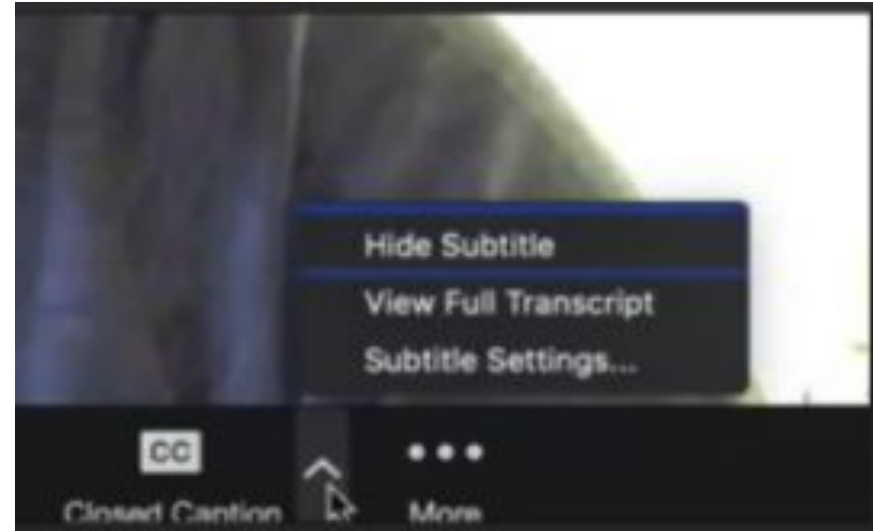 Hide Subtitle
View Full Transcript
Subtitle Settings...
CC
Closed Caption
More